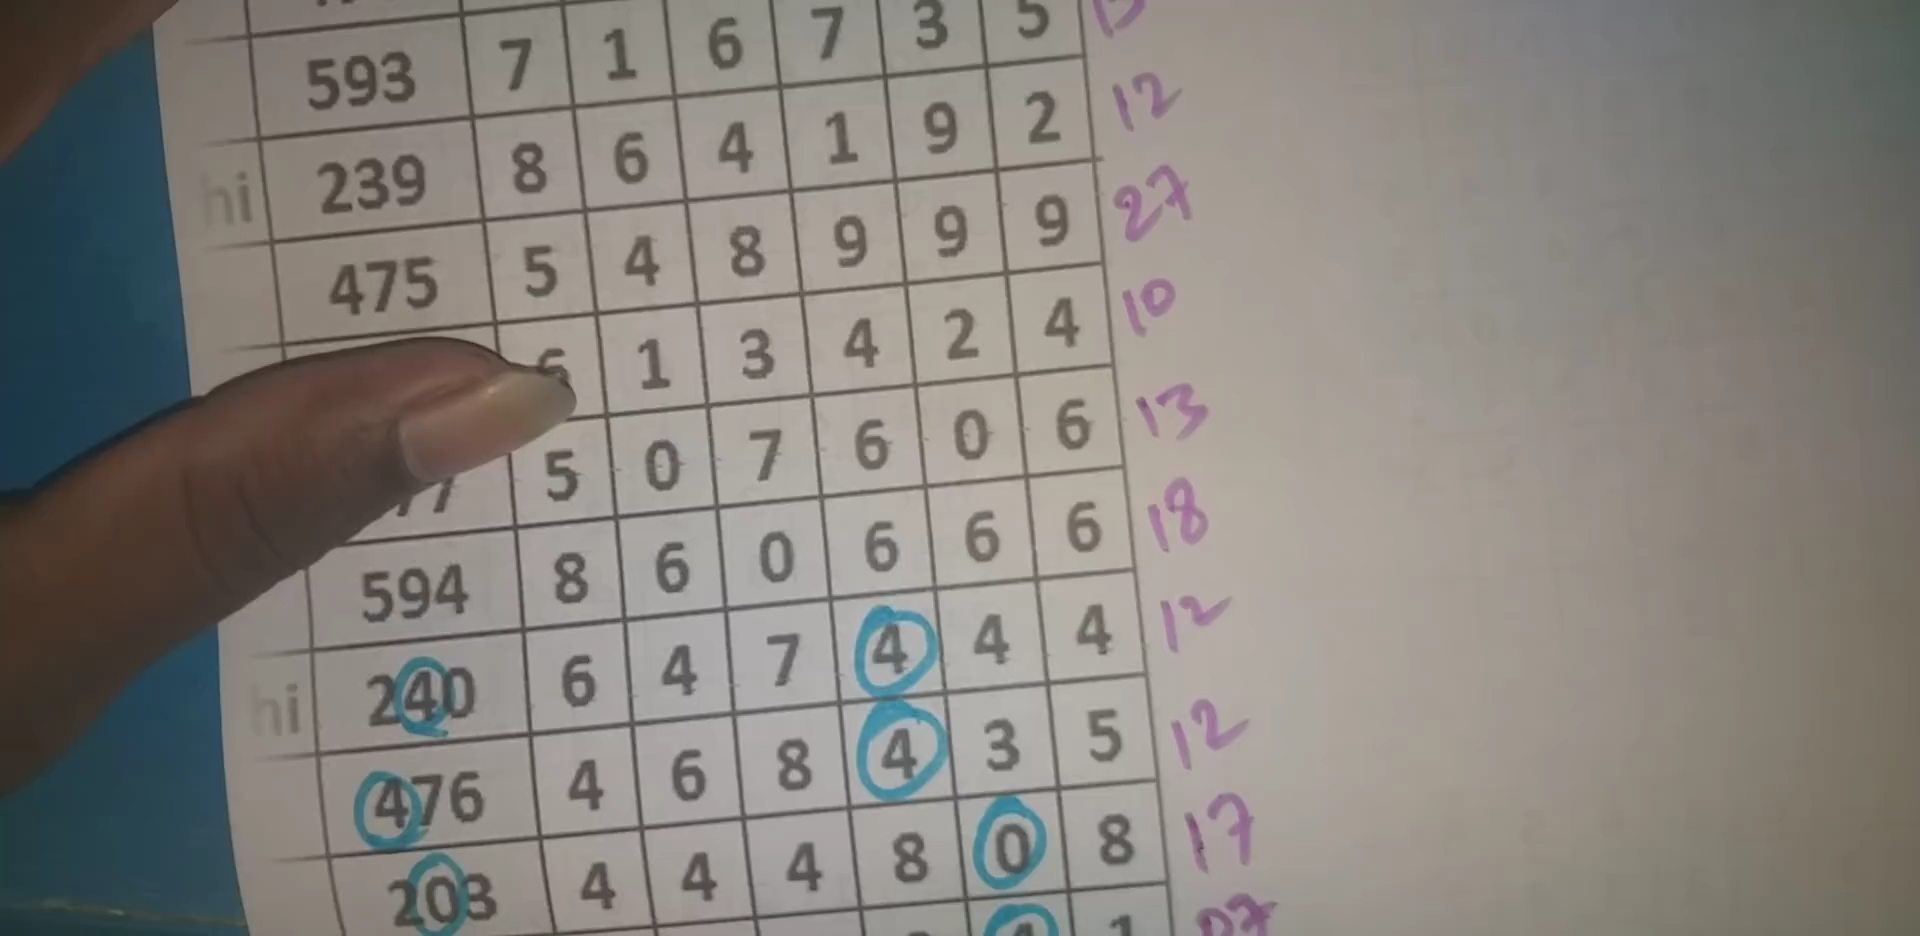 593 7 1 6 7 3 5
hi 239 8 6 4 1 9 2 12
475 5 4 8 9 9 9 27
6 1 3 4 2 4 10
77 5 0 7 6 0 6 13
594 8 6 0 6 6 6 18
hi 240 6 4 7 4 4 4 12
476 4 6 8 4 3 5 12
203 4 4 4 8 0 8 17
07